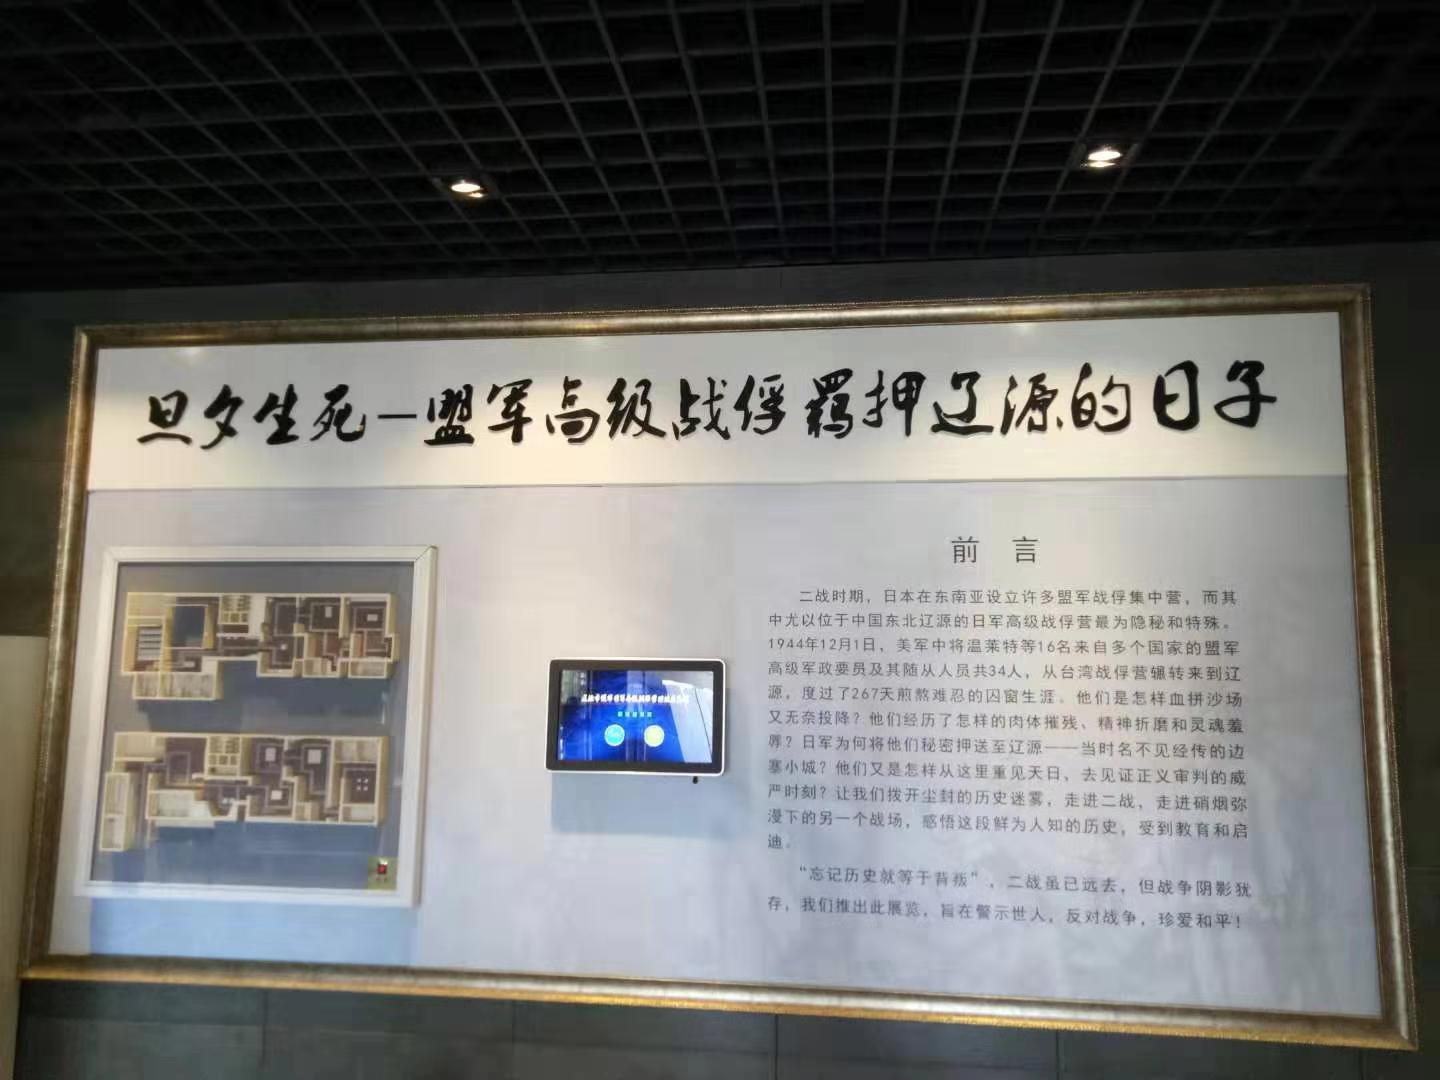 旦夕生死—盟军高级战俘羁押辽源的日子
前 言
二战时期，日本在东南亚设立许多盟军战俘集中营，而其
中尤以位于中国东北辽源的日军高级战俘营最为隐秘和特殊。
1944年12月1日，美军中将温莱特等16名来自多个国家的盟军
高级军政要员及其随从人员共34人，从台湾战俘营辗转来到辽
源，度过了267天煎熬难忍的囚窗生涯。他们是怎样血拼沙场
又无奈投降？他们经历了怎样的肉体摧残、精神折磨和灵魂羞
辱？日军为何将他们秘密押送至辽源——当时名不见经传的边
寨小城？他们又是怎样从这里重见天日，去见证正义审判的威
严时刻？让我们拨开尘封的历史迷雾，走进二战，走进硝烟弥
漫下的另一个战场，感悟这段鲜为人知的历史，受到教育和启
迪。
“忘记历史就等于背叛”，二战虽已远去，但战争阴影犹
存，我们推出此展览，旨在警示世人，反对战争，珍爱和平！